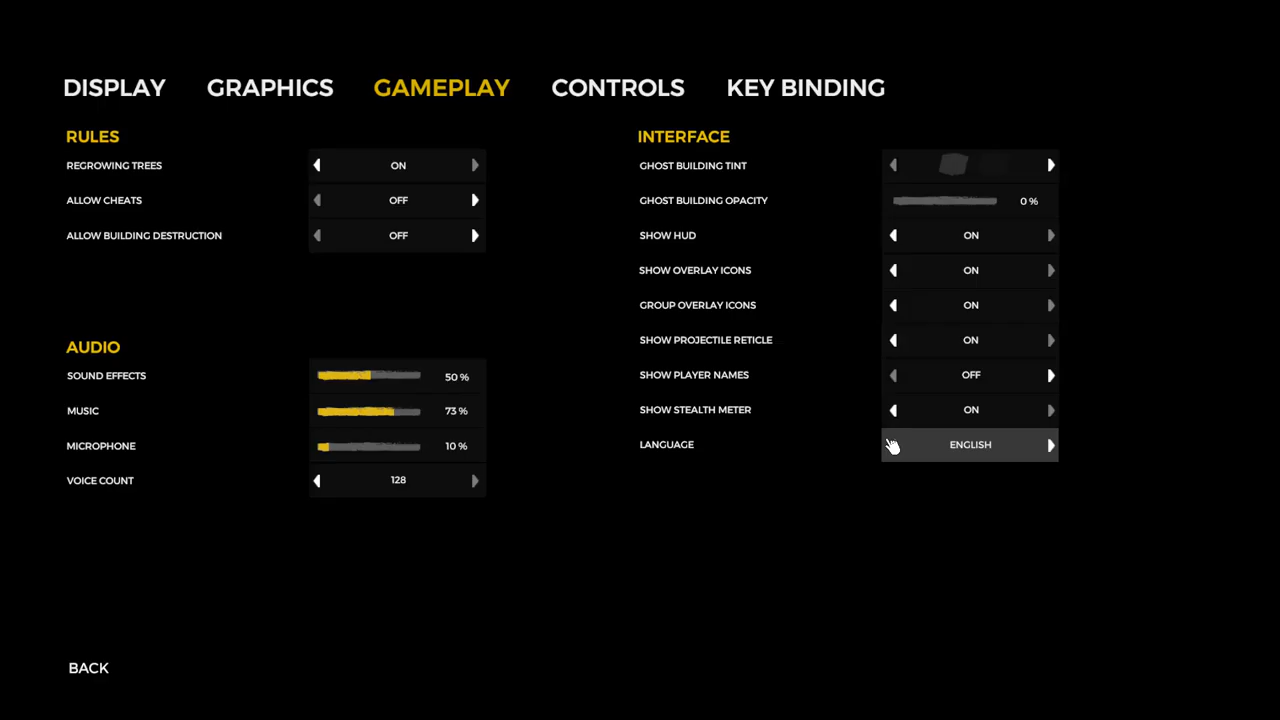 DISPLAY GRAPHICS GAMEPLAY CONTROLS KEY BINDING
RULES
REGROWING TREES ON
ALLOW CHEATS OFF
ALLOW BUILDING DESTRUCTION OFF
AUDIO
SOUND EFFECTS 50 %
MUSIC 73 %
MICROPHONE 10 %
VOICE COUNT 128
INTERFACE
GHOST BUILDING TINT
GHOST BUILDING OPACITY 0 %
SHOW HUD ON
SHOW OVERLAY ICONS ON
GROUP OVERLAY ICONS ON
SHOW PROJECTILE RETICLE ON
SHOW PLAYER NAMES OFF
SHOW STEALTH METER ON
LANGUAGE ENGLISH
BACK